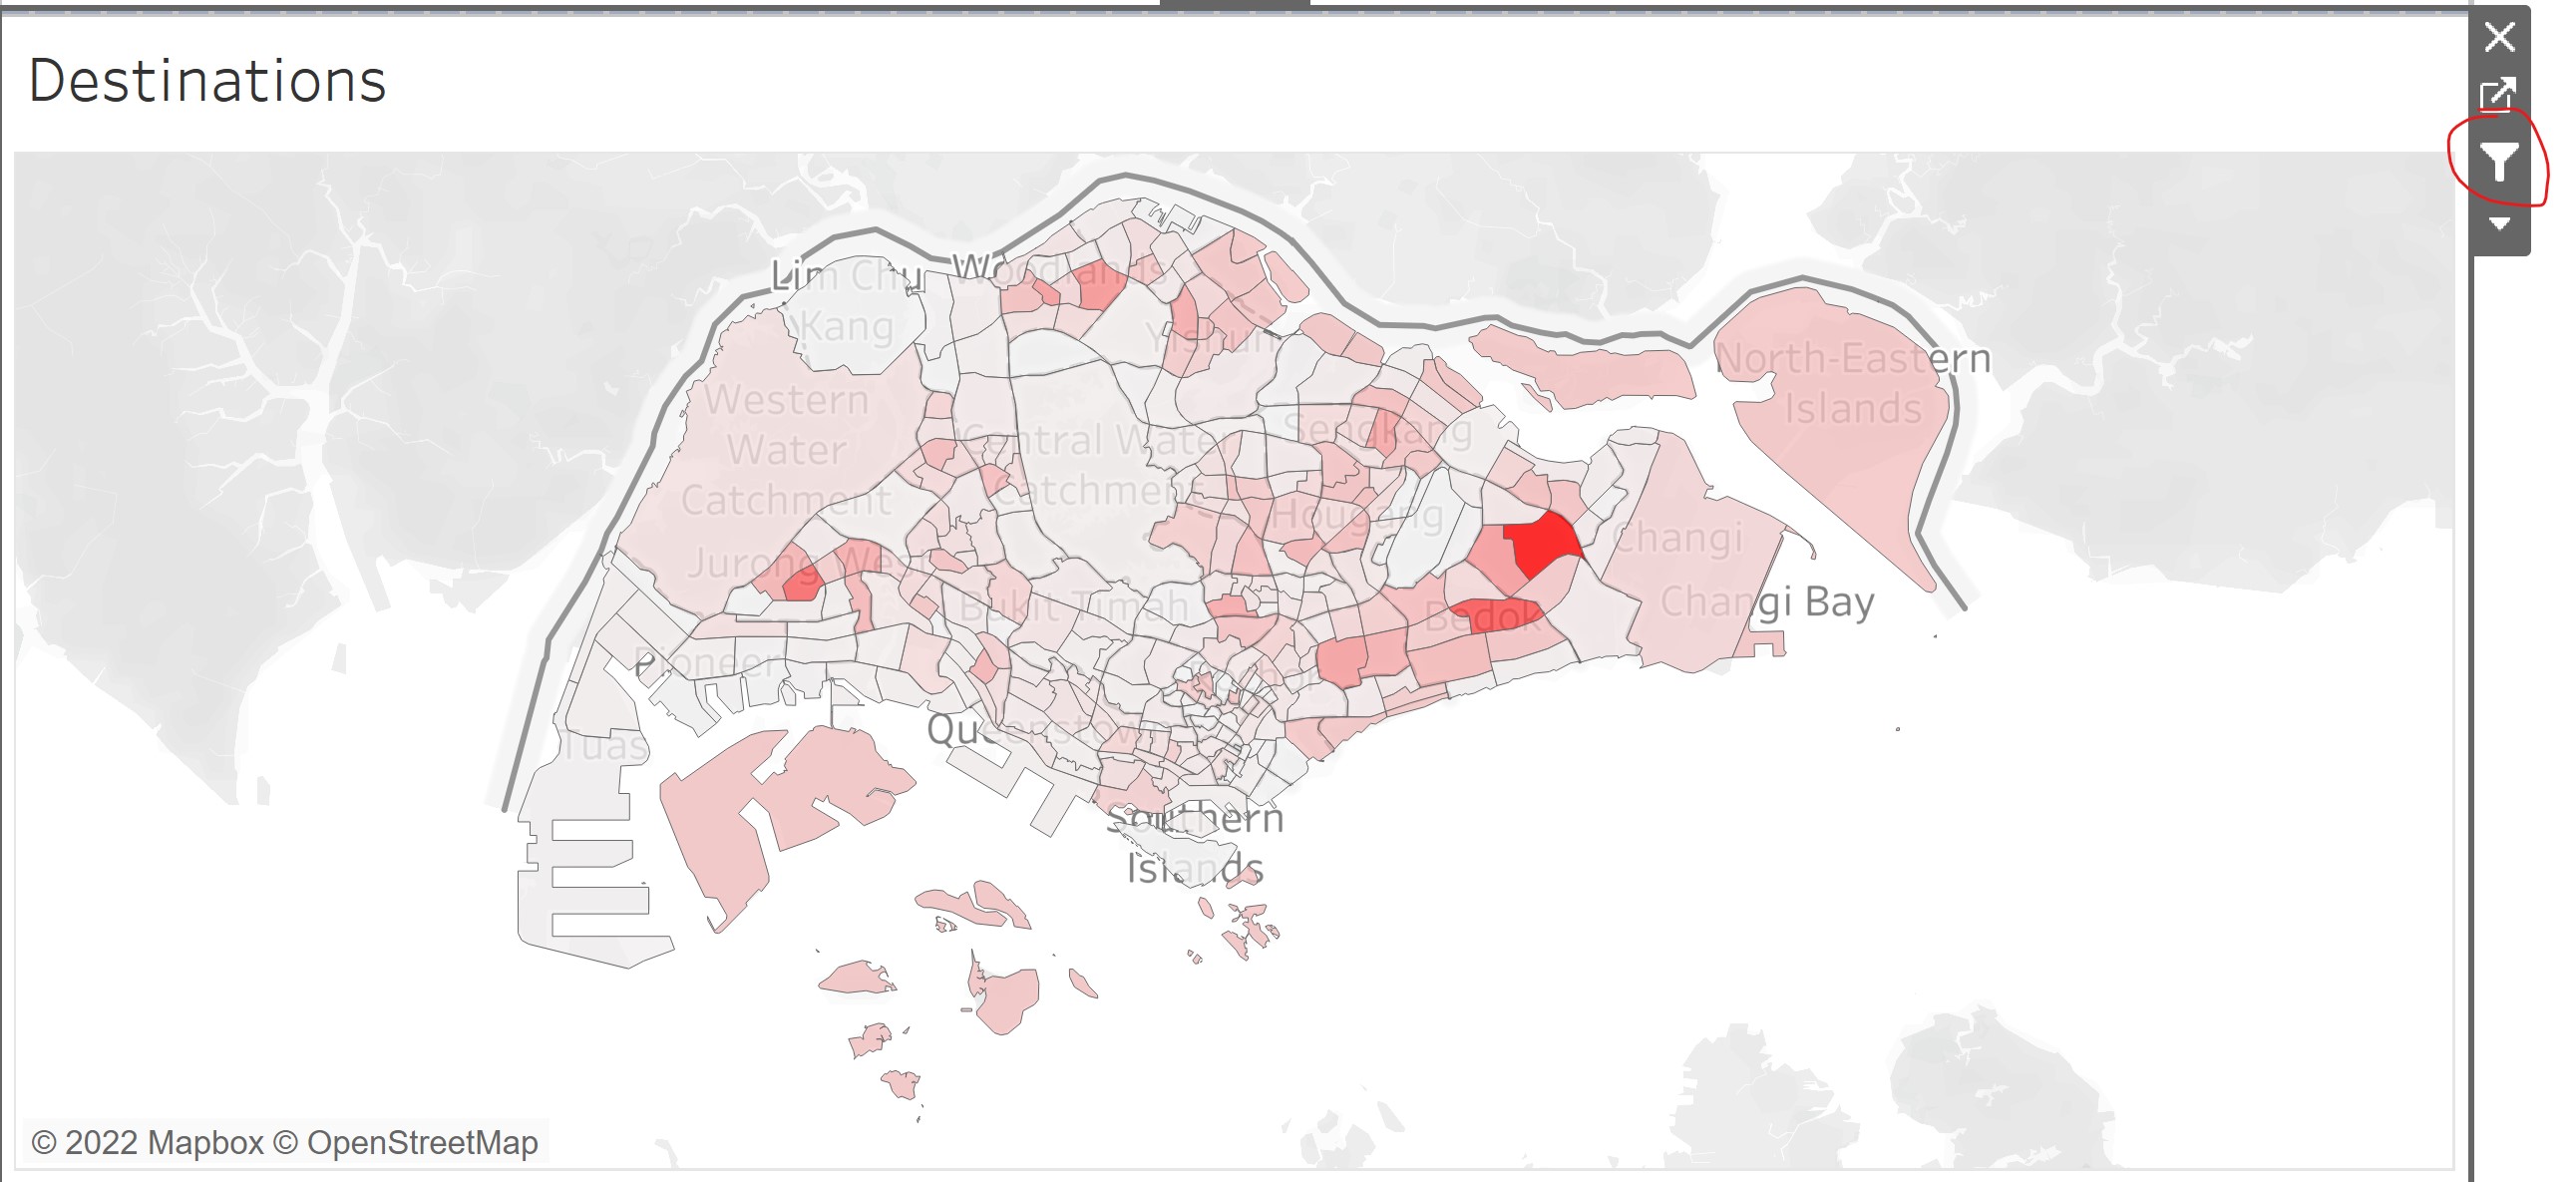 Destinations
Lim Chu
Kang
Woodlands
Yishun
North-Eastern
Islands
Western
Water
Catchment
Central Water
Catchment
Sengkang
Hougang
Changi
Jurong West
Bukit Timah
Bedok
Changi Bay
Pioneer
Rochor
Queenstown
Tuas
Southern
Islands
© 2022 Mapbox © OpenStreetMap